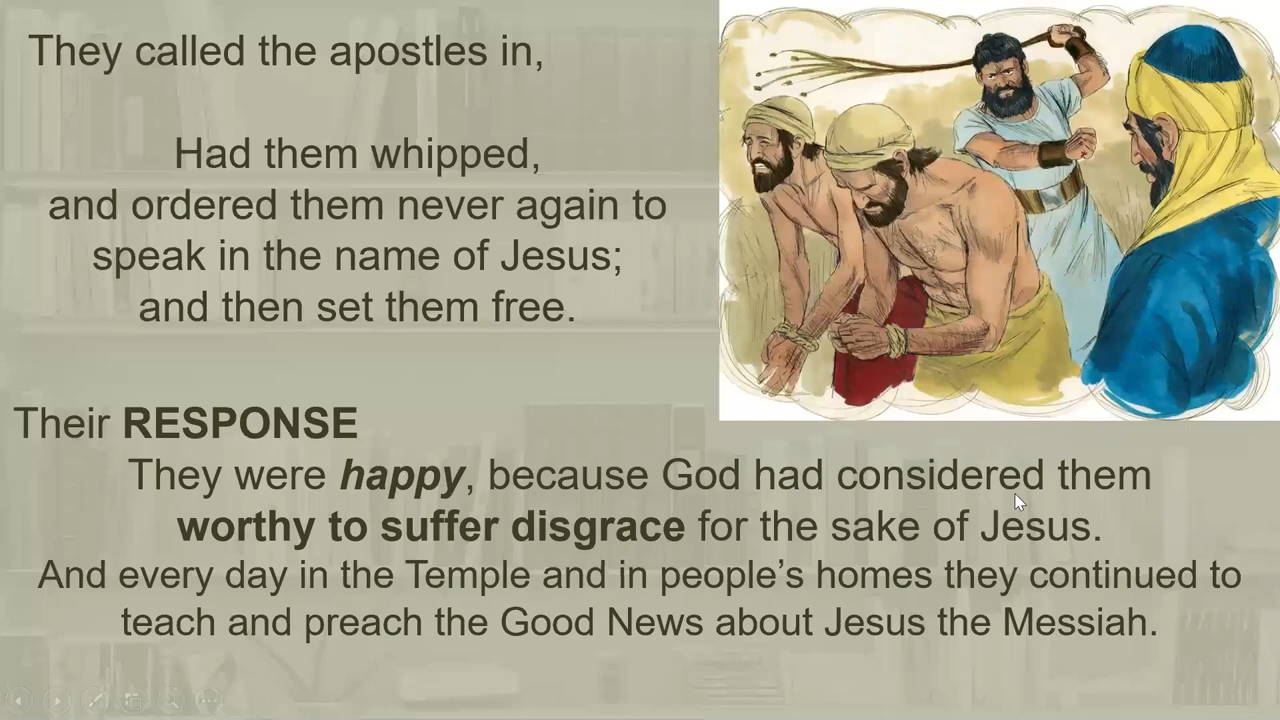 They called the apostles in,
Had them whipped,
and ordered them never again to
speak in the name of Jesus;
and then set them free.
Their RESPONSE
They were happy, because God had considered them
worthy to suffer disgrace for the sake of Jesus.
And every day in the Temple and in people’s homes they continued to
teach and preach the Good News about Jesus the Messiah.